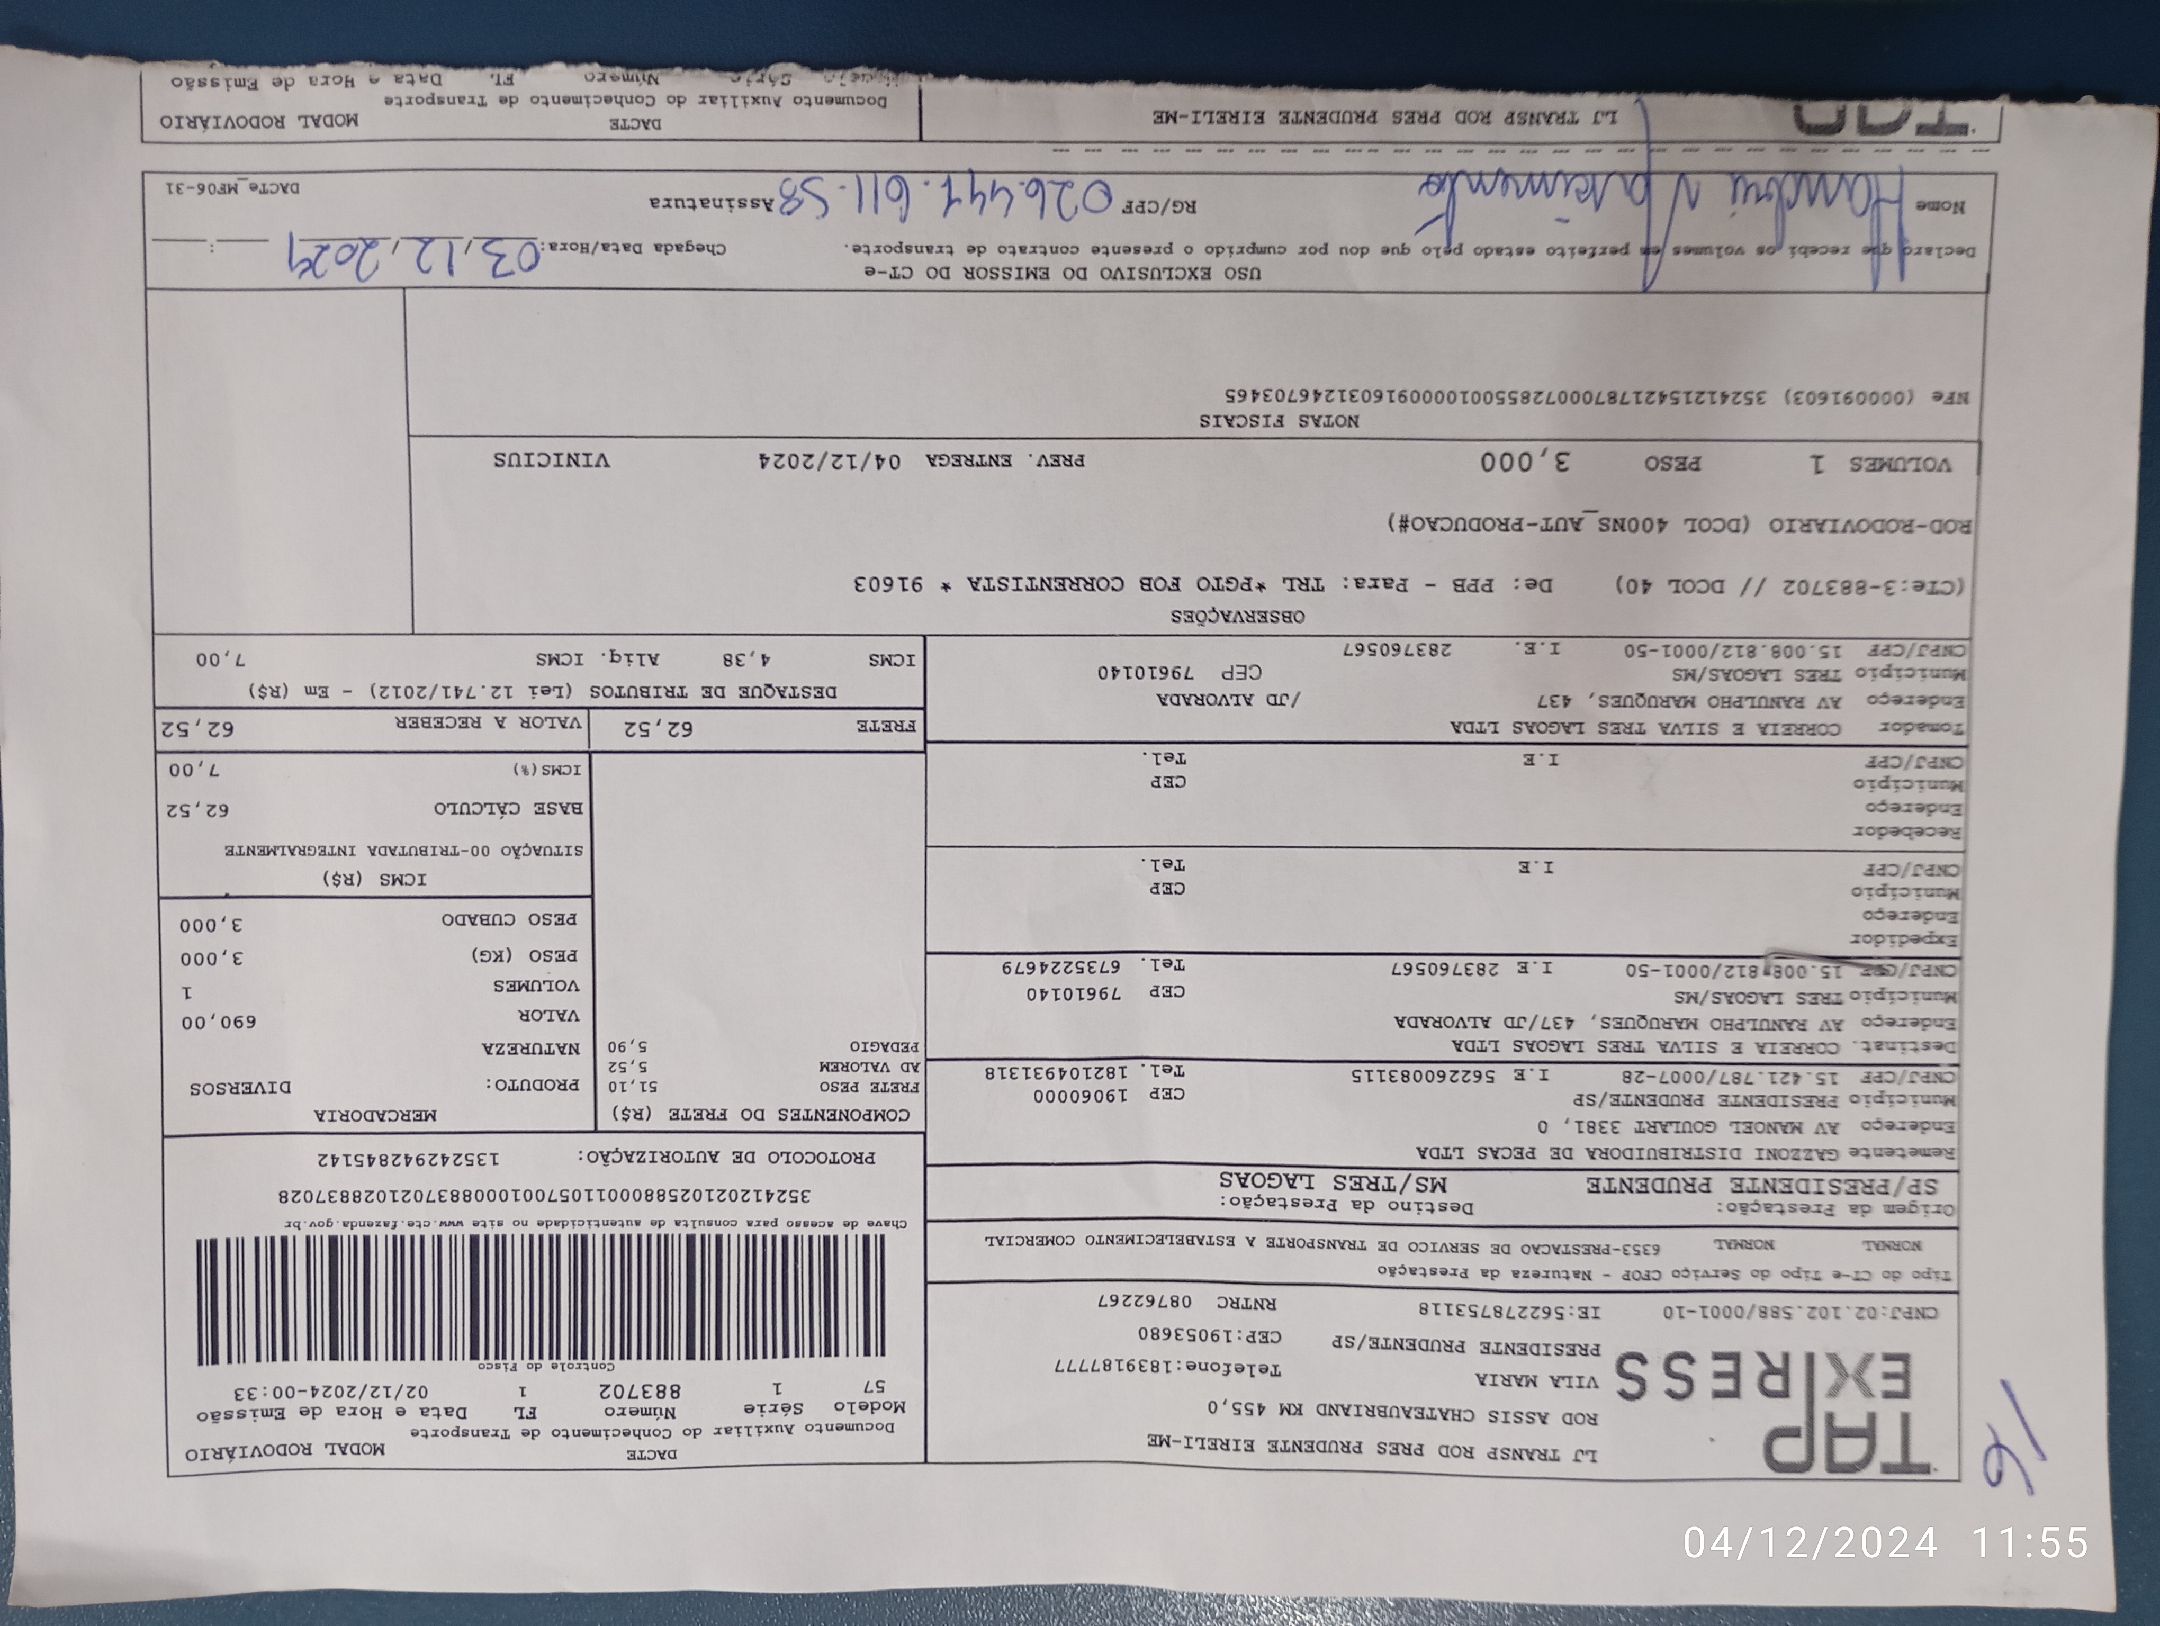 TAP
EXPRESS
LJ TRANSP ROD PRES PRUDENTE EIRELI-ME
ROD ASSIS CHATEAUBRIAND KM 455,0
VILA MARIA Telefone:1839187777
PRESIDENTE PRUDENTE/SP CEP:19053680
CNPJ:02.102.588/0001-10 IE:562278753118 RNTRC 08762267
DACTE MODAL RODOVIÁRIO
Documento Auxiliar do Conhecimento de Transporte
Modelo Série Número FL Data e Hora de Emissão
57 1 883702 1 02/12/2024-00:33
Controle do Fisco
Chave de acesso para consulta de autenticidade no site www.cte.fazenda.gov.br
35241202102588000110570010008837021028837028
PROTOCOLO DE AUTORIZAÇÃO: 135242942845142
Tipo do CT-e Tipo do Serviço CFOP - Natureza da Prestação
NORMAL NORMAL 6353-PRESTACAO DE SERVICO DE TRANSPORTE A ESTABELECIMENTO COMERCIAL
Origem da Prestação: Destino da Prestação:
SP/PRESIDENTE PRUDENTE MS/TRES LAGOAS
Remetente GAZZONI DISTRIBUIDORA DE PECAS LTDA
Endereço AV MANOEL GOULART 3381, 0
Município PRESIDENTE PRUDENTE/SP CEP 19060000
CNPJ/CPF 15.421.787/0007-28 I.E 562260083115 Tel. 182104931318
Destinat. CORREIA E SILVA TRES LAGOAS LTDA
Endereço AV RANULPHO MARUQUES, 437/JD ALVORADA
Município TRES LAGOAS/MS CEP 79610140
CNPJ/CPF 15.008.812/0001-50 I.E 283760567 Tel. 6735224679
Expedidor
Endereço
Município CEP
CNPJ/CPF I.E Tel.
Recebedor
Endereço
Município CEP
CNPJ/CPF I.E Tel.
Tomador CORREIA E SILVA TRES LAGOAS LTDA
Endereço AV RANULPHO MARUQUES, 437 /JD ALVORADA
Município TRES LAGOAS/MS CEP 79610140
CNPJ/CPF 15.008.812/0001-50 I.E. 283760567
COMPONENTES DO FRETE (R$)
FRETE PESO 51,10
AD VALOREM 5,52
PEDAGIO 5,90
MERCADORIA
PRODUTO: DIVERSOS
NATUREZA
VALOR 690,00
VOLUMES 1
PESO (KG) 3,000
PESO CUBADO 3,000
ICMS (R$)
SITUAÇÃO 00-TRIBUTADA INTEGRALMENTE
BASE CÁLCULO 62,52
ICMS(%) 7,00
FRETE 62,52 VALOR A RECEBER 62,52
DESTAQUE DE TRIBUTOS (Lei 12.741/2012) - Em (R$)
ICMS 4,38 Aliq. ICMS 7,00
OBSERVAÇÕES
(CTe:3-883702 // DCOL 40) De: PPB - Para: TRL *PGTO FOB CORRENTISTA * 91603
ROD-RODOVIARIO (DCOL 400NS_AUT-PRODUCAO#)
VOLUMES 1 PESO 3,000 PREV. ENTREGA 04/12/2024 VINICIUS
NOTAS FISCAIS
NFe (000091603) 35241215421787000728550010000916031246703465
USO EXCLUSIVO DO EMISSOR DO CT-e
Declaro que recebi os volumes em perfeito estado pelo que dou por cumprido o presente contrato de transporte. Chegada Data/Hora: 03/12/2024 __:__
Nome Nascimento RG/CPF 026.447.611-58 Assinatura
DACTe_MF06-31
TAP
LJ TRANSP ROD PRES PRUDENTE EIRELI-ME
DACTE MODAL RODOVIÁRIO
Documento Auxiliar do Conhecimento de Transporte
Modelo Série Número FL. Data e Hora de Emissão
04/12/2024 11:55